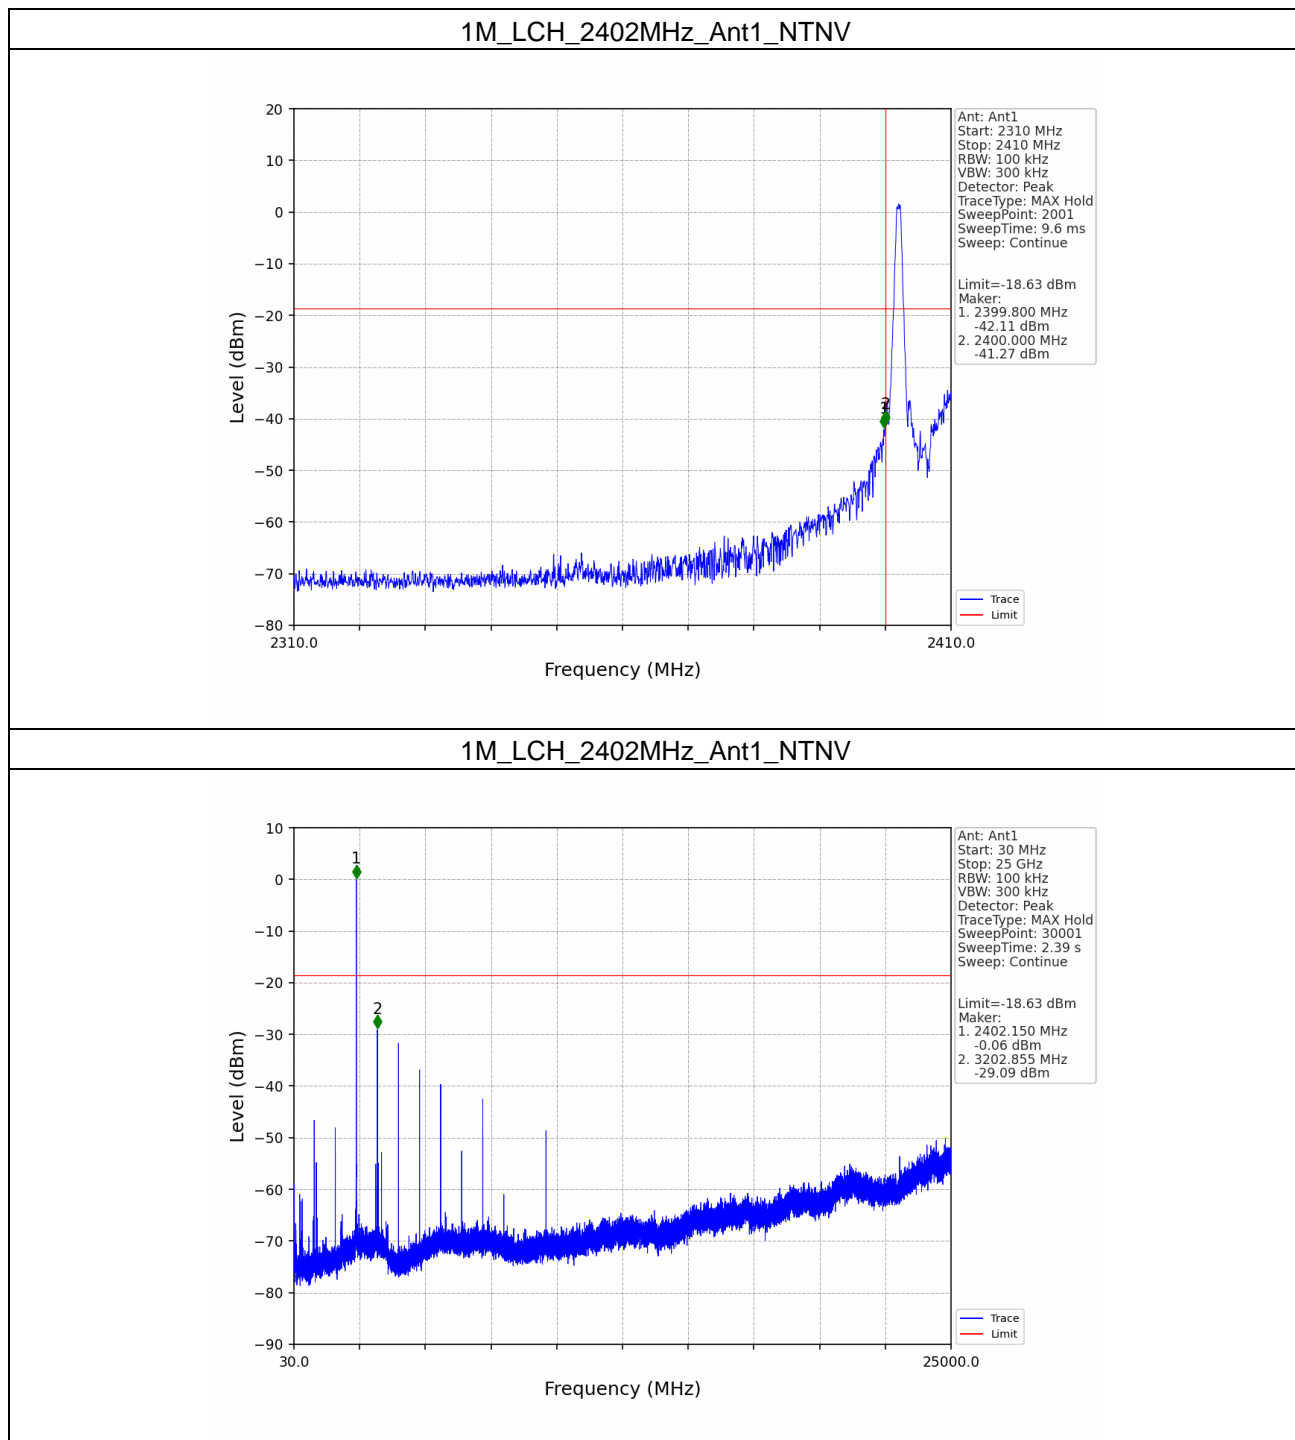 1M_LCH_2402MHz_Ant1_NTNV
20
10
0
−10
−20
−30
−40
−50
−60
−70
−80
Level (dBm)
2310.0
2410.0
Frequency (MHz)
2
Ant: Ant1
Start: 2310 MHz
Stop: 2410 MHz
RBW: 100 kHz
VBW: 300 kHz
Detector: Peak
TraceType: MAX Hold
SweepPoint: 2001
SweepTime: 9.6 ms
Sweep: Continue
Limit=-18.63 dBm
Maker:
1. 2399.800 MHz
-42.11 dBm
2. 2400.000 MHz
-41.27 dBm
Trace
Limit
1M_LCH_2402MHz_Ant1_NTNV
10
0
−10
−20
−30
−40
−50
−60
−70
−80
−90
Level (dBm)
30.0
25000.0
Frequency (MHz)
1
2
Ant: Ant1
Start: 30 MHz
Stop: 25 GHz
RBW: 100 kHz
VBW: 300 kHz
Detector: Peak
TraceType: MAX Hold
SweepPoint: 30001
SweepTime: 2.39 s
Sweep: Continue
Limit=-18.63 dBm
Maker:
1. 2402.150 MHz
-0.06 dBm
2. 3202.855 MHz
-29.09 dBm
Trace
Limit